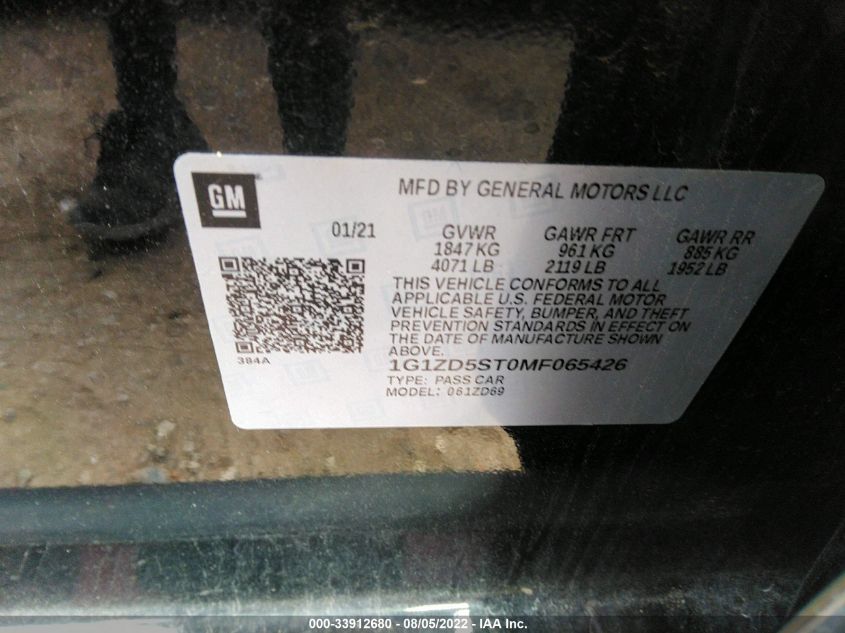 GM
MFD BY GENERAL MOTORS LLC
01/21 GVWR GAWR FRT GAWR RR
1847 KG 961 KG 885 KG
4071 LB 2119 LB 1952 LB
THIS VEHICLE CONFORMS TO ALL
APPLICABLE U.S. FEDERAL MOTOR
VEHICLE SAFETY, BUMPER, AND THEFT
PREVENTION STANDARDS IN EFFECT ON
THE DATE OF MANUFACTURE SHOWN
ABOVE.
384A
1G1ZD5ST0MF065426
TYPE: PASS CAR
MODEL: 061ZD69
000-33912680 - 08/05/2022 - IAA Inc.